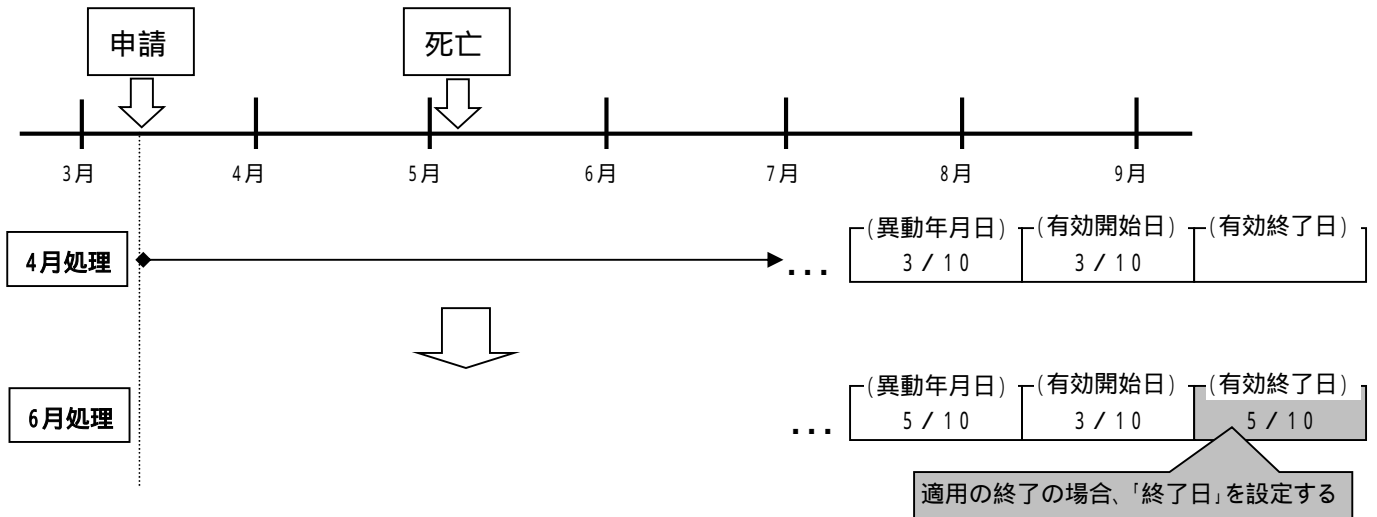 申請
死亡
3月 4月 5月 6月 7月 8月 9月
4月処理
... (異動年月日) (有効開始日) (有効終了日)
3/10 3/10
6月処理
... (異動年月日) (有効開始日) (有効終了日)
5/10 3/10 5/10
適用の終了の場合、「終了日」を設定する